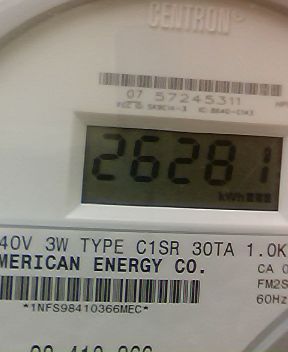 CENTRON
07 57245311
26281
kWh
40V 3W TYPE C1SR 30TA 1.0K
MERICAN ENERGY CO.
CA 0
FM2S
60Hz
*1NFS98410366MEC*